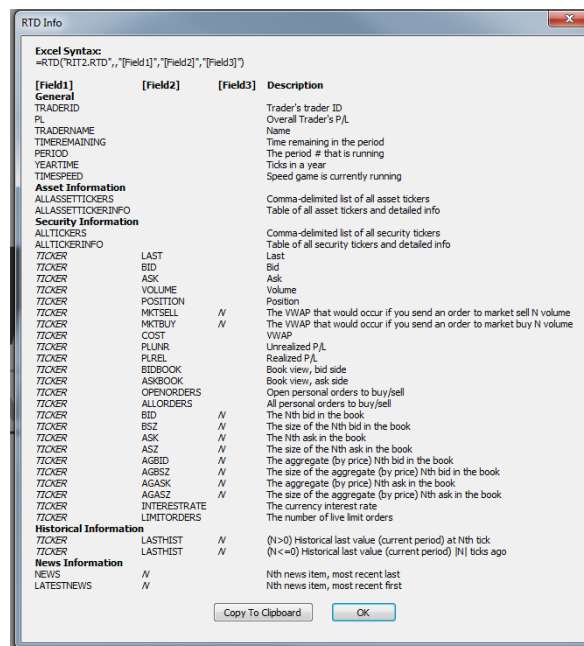 RTD Info
Excel Syntax:
=RTD("RIT2.RTD",,"[Field1]","[Field2]","[Field3]")
[Field1] [Field2] [Field3] Description
General
TRADERID Trader's trader ID
PL Overall Trader's P/L
TRADERNAME Name
TIMEREMAINING Time remaining in the period
PERIOD The period # that is running
YEARTIME Ticks in a year
TIMESPEED Speed game is currently running
Asset Information
ALLASSETTICKERS Comma-delimited list of all asset tickers
ALLASSETTICKERINFO Table of all asset tickers and detailed info
Security Information
ALLTICKERS Comma-delimited list of all security tickers
ALLTICKERINFO Table of all security tickers and detailed info
TICKER LAST Last
TICKER BID Bid
TICKER ASK Ask
TICKER VOLUME Volume
TICKER POSITION Position
TICKER MKTSELL N The VWAP that would occur if you send an order to market sell N volume
TICKER MKTBUY N The VWAP that would occur if you send an order to market buy N volume
TICKER COST VWAP
TICKER PLUNR Unrealized P/L
TICKER PLREL Realized P/L
TICKER BIDBOOK Book view, bid side
TICKER ASKBOOK Book view, ask side
TICKER OPENORDERS Open personal orders to buy/sell
TICKER ALLORDERS All personal orders to buy/sell
TICKER BID N The Nth bid in the book
TICKER BSZ N The size of the Nth bid in the book
TICKER ASK N The Nth ask in the book
TICKER ASZ N The size of the Nth ask in the book
TICKER AGBID N The aggregate (by price) Nth bid in the book
TICKER AGBSZ N The size of the aggregate (by price) Nth bid in the book
TICKER AGASK N The aggregate (by price) Nth ask in the book
TICKER AGASZ N The size of the aggregate (by price) Nth ask in the book
TICKER INTERESTRATE The currency interest rate
TICKER LIMITORDERS The number of live limit orders
Historical Information
TICKER LASTHIST N (N>0) Historical last value (current period) at Nth tick
TICKER LASTHIST N (N<=0) Historical last value (current period) |N| ticks ago
News Information
NEWS N Nth news item, most recent last
LATESTNEWS N Nth news item, most recent first
Copy To Clipboard OK